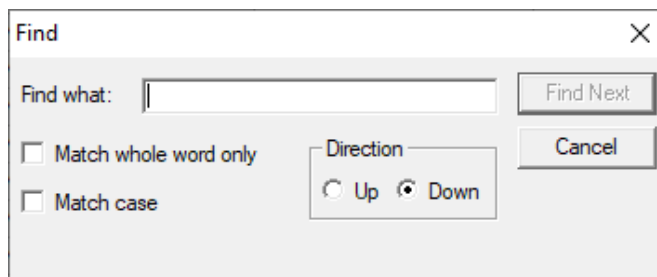 Find
Find what:
Find Next
Match whole word only
Direction
Cancel
Up Down
Match case